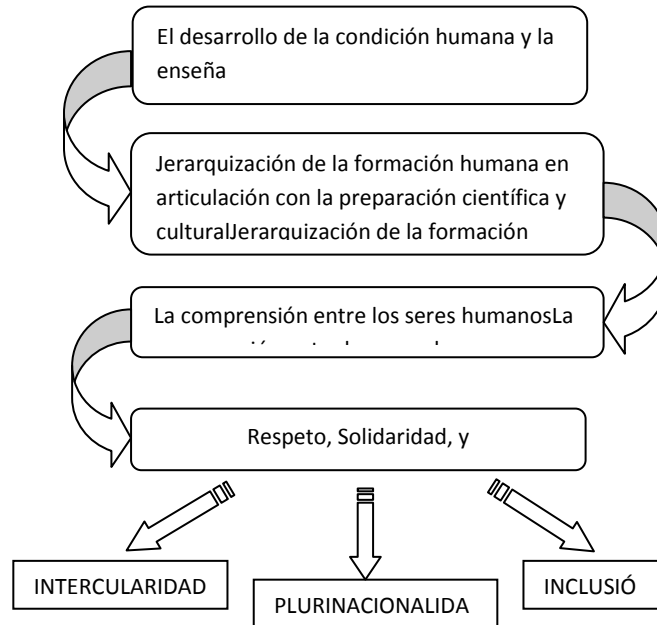 El desarrollo de la condición humana y la
enseña
Jerarquización de la formación humana en
articulación con la preparación científica y
culturalJerarquización de la formación
La comprensión entre los seres humanosLa
Respeto, Solidaridad, y
INTERCULARIDAD
PLURINACIONALIDA
INCLUSIÓ